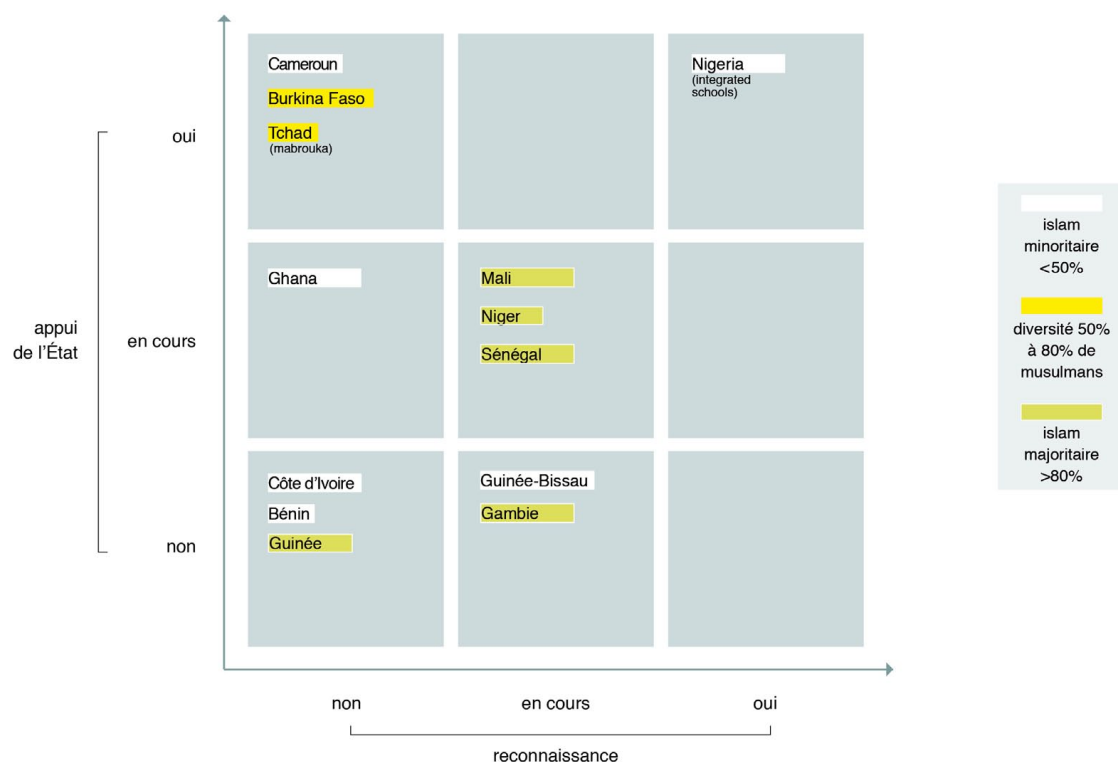 Cameroun
Burkina Faso
Tchad
(mabrouka)
Nigeria
(integrated
schools)
oui
Ghana
Mali
Niger
Sénégal
en cours
appui
de l'État
Côte d'Ivoire
Bénin
Guinée
Guinée-Bissau
Gambie
non
non
en cours
oui
reconnaissance
islam
minoritaire
<50%
diversité 50%
à 80% de
musulmans
islam
majoritaire
>80%